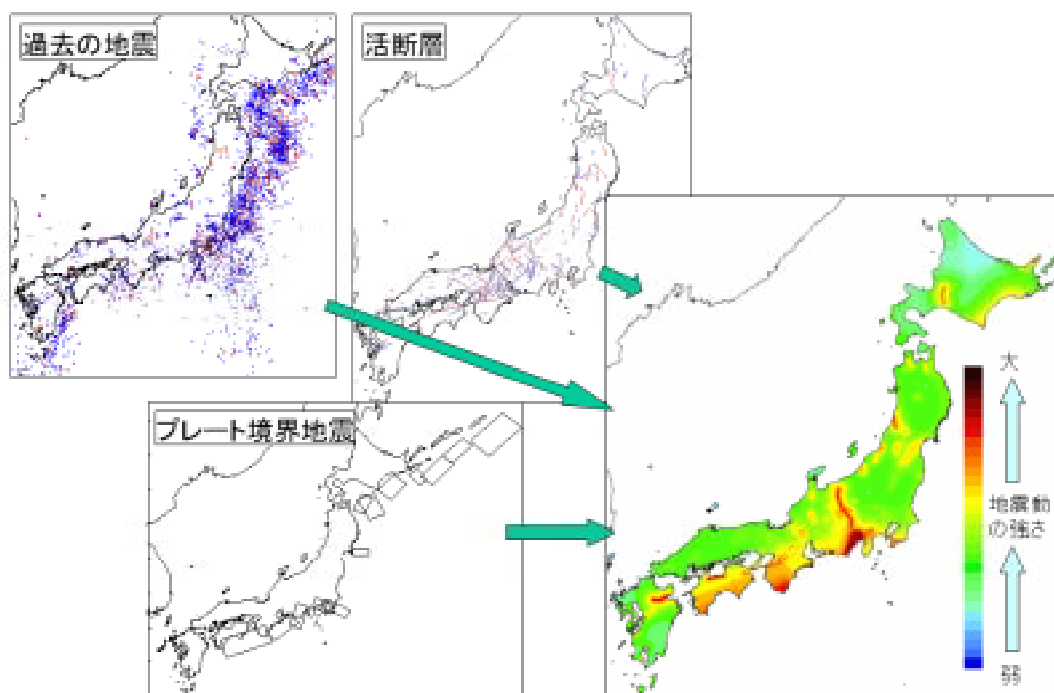 過去の地震
活断層
プレート境界地震
大
地震動
の強さ
弱